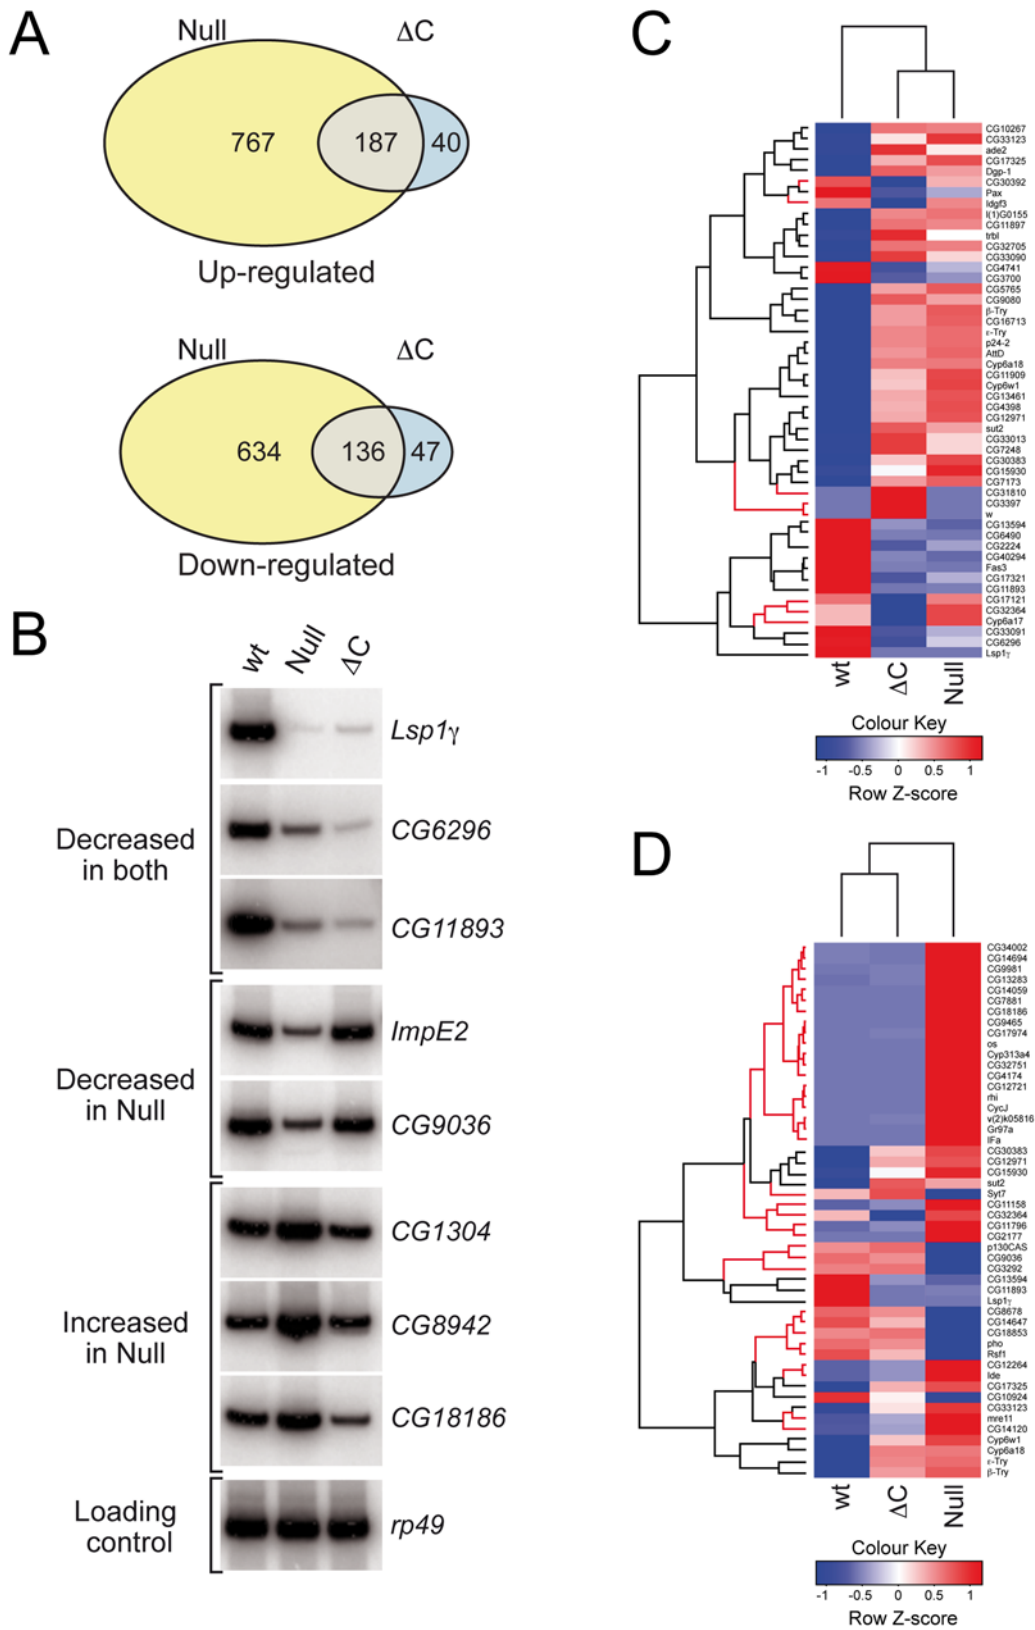 A
Null
ΔC
767
187
40
Up-regulated
Null
ΔC
634
136
47
Down-regulated
B
wt
Null
ΔC
Decreased
in both
Lsp1γ
CG6296
CG11893
Decreased
in Null
ImpE2
CG9036
Increased
in Null
CG1304
CG8942
CG18186
Loading
control
rp49
C
CG10267
CG33123
ade2
CG17325
Dgp-1
CG30392
Pax
Idgf3
l(1)G0155
CG11897
trbl
CG32705
CG33090
CG4741
CG3700
CG5765
CG9080
β-Try
CG16713
ε-Try
p24-2
AttD
Cyp6a18
CG11909
Cyp6w1
CG13461
CG4398
CG12971
sut2
CG33013
CG7248
CG30383
CG15930
CG7173
CG31810
CG3397
w
CG13594
CG6490
CG2224
CG40294
Fas3
CG17321
CG11893
CG17121
CG32364
Cyp6a17
CG33091
CG6296
Lsp1γ
wt
ΔC
Null
Colour Key
-1 -0.5 0 0.5 1
Row Z-score
D
CG34002
CG14694
CG9981
CG13283
CG14059
CG7881
CG18186
CG9465
CG17974
os
Cyp313a4
CG32751
CG4174
CG12721
rhi
CycJ
v(2)k05816
Gr97a
IFa
CG30383
CG12971
CG15930
sut2
Syt7
CG11158
CG32364
CG11796
CG2177
p130CAS
CG9036
CG3292
CG13594
CG11893
Lsp1γ
CG8678
CG14647
CG18853
pho
Rsf1
CG12264
Ide
CG17325
CG10924
CG33123
mre11
CG14120
Cyp6w1
Cyp6a18
ε-Try
β-Try
wt
ΔC
Null
Colour Key
-1 -0.5 0 0.5 1
Row Z-score